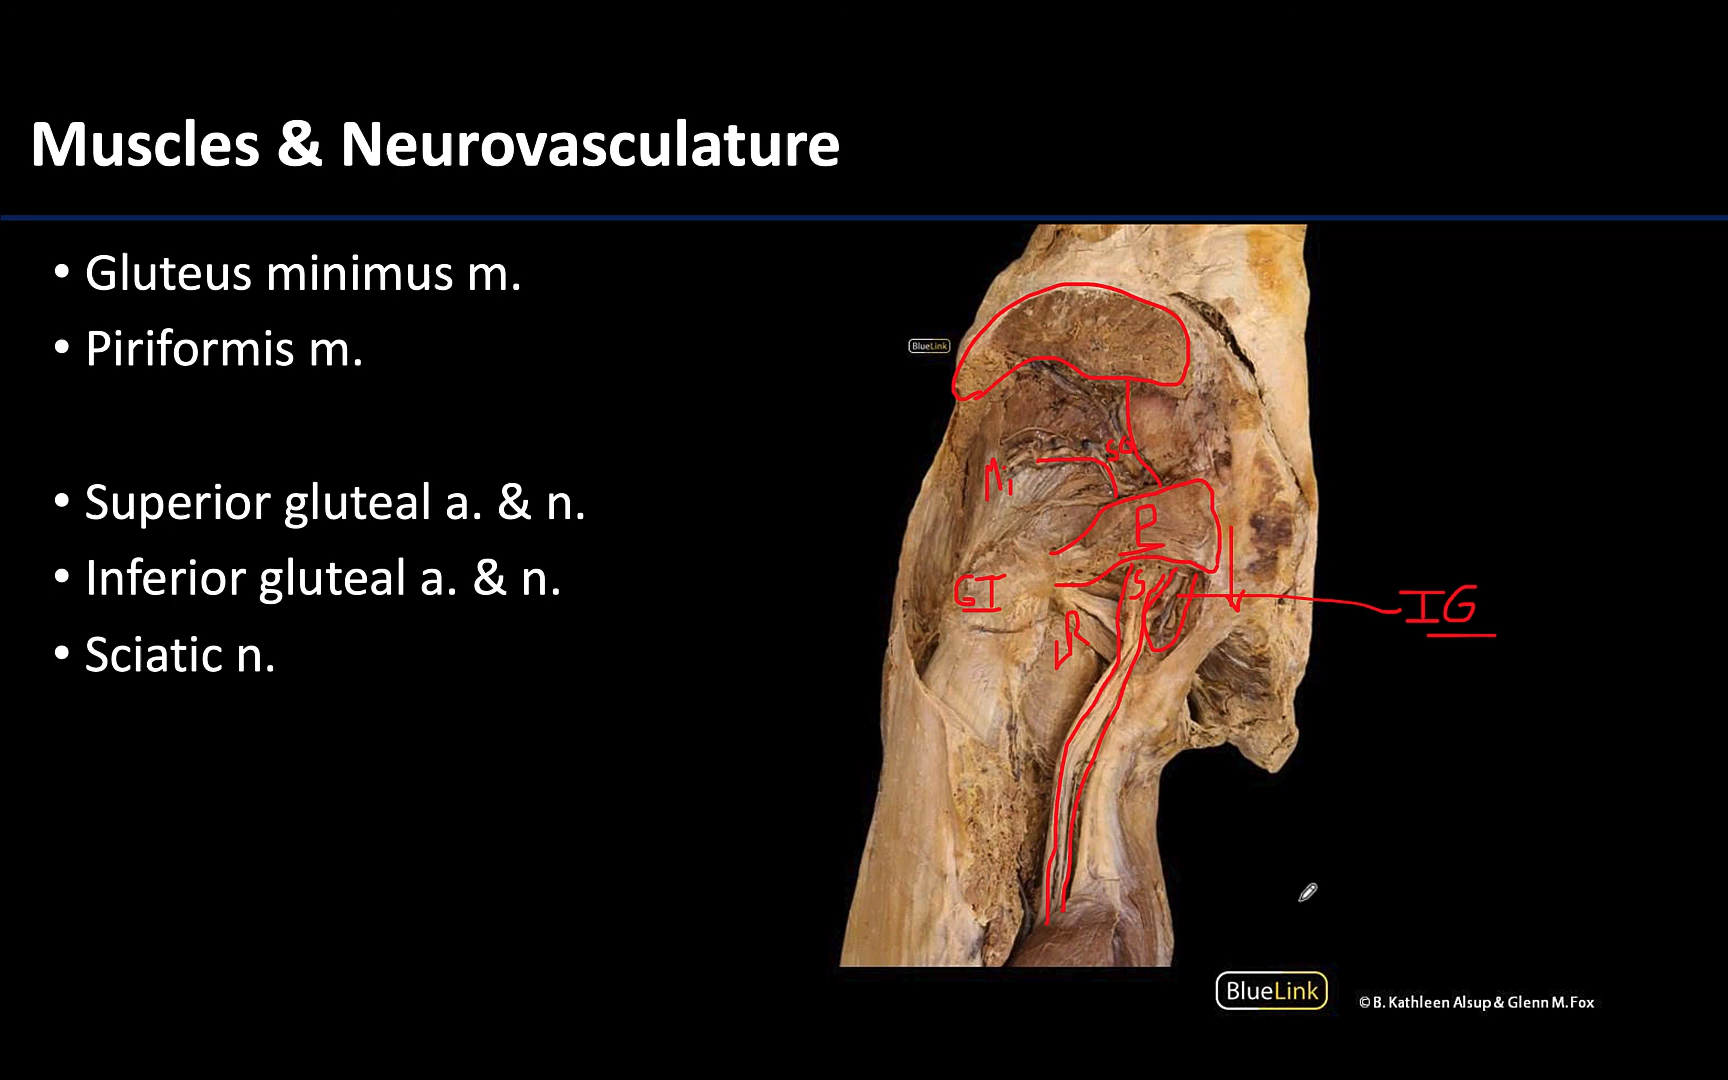 Muscles & Neurovasculature
• Gluteus minimus m.
• Piriformis m.
• Superior gluteal a. & n.
• Inferior gluteal a. & n.
• Sciatic n.
BlueLink
SG
Mi
P
GT
S
IG
BlueLink
© B. Kathleen Alsup & Glenn M. Fox